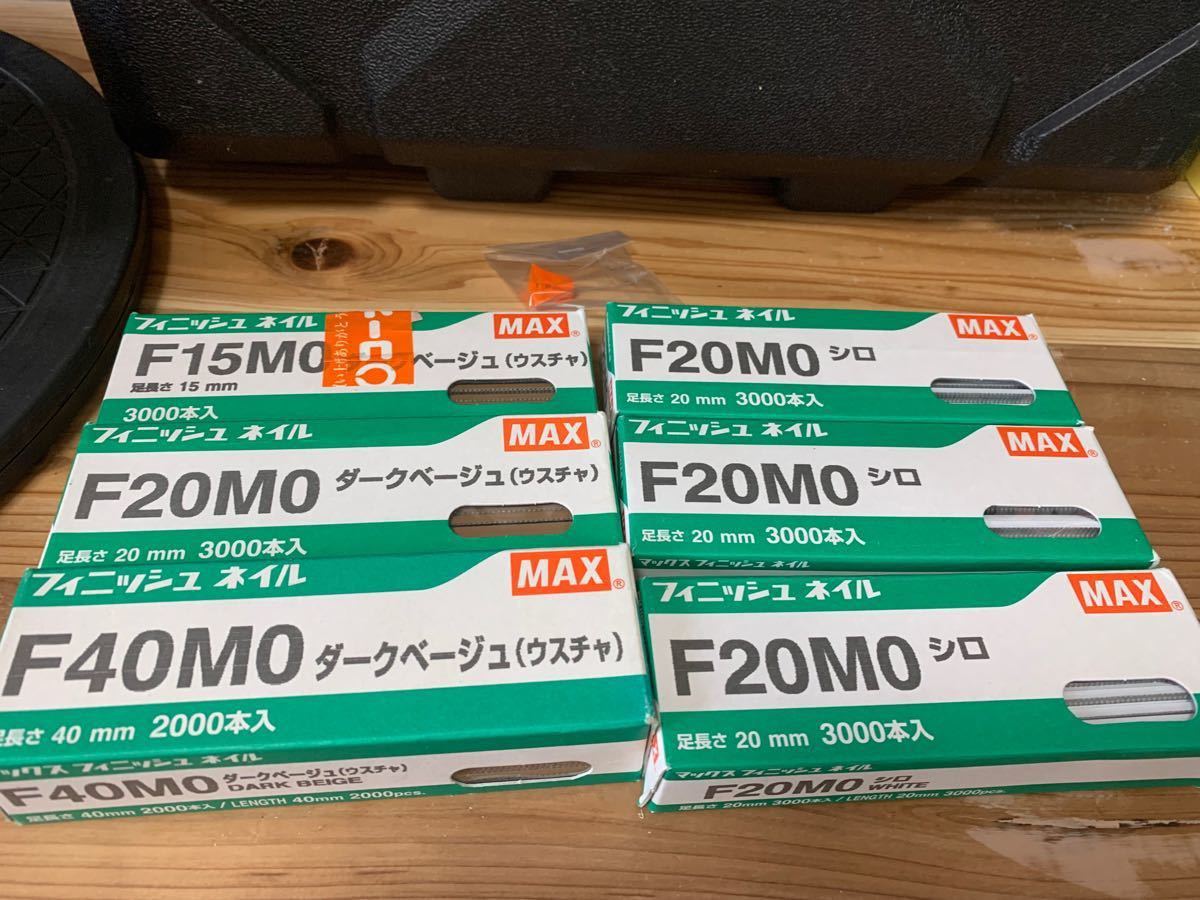 フィニッシュ ネイル
MAX®
F15M0 ベージュ(ウスチャ)
い上げありがとう
足長さ 15 mm
3000本入
フィニッシュ ネイル
MAX®
F20M0 シロ
足長さ 20 mm 3000本入
フィニッシュ ネイル
MAX®
F20M0 ダークベージュ(ウスチャ)
足長さ 20 mm 3000本入
フィニッシュ ネイル
MAX®
F20M0 シロ
足長さ 20 mm 3000本入
マックス フィニッシュ ネイル
フィニッシュ ネイル
MAX®
F40M0 ダークベージュ(ウスチャ)
足長さ 40 mm 2000本入
ックス フィニッシュ ネイル
F40M0 ダークベージュ(ウスチャ)
DARK BEIGE
足長さ 40mm 2000本入/LENGTH 40mm 2000pcs.
フィニッシュ ネイル
MAX®
F20M0 シロ
足長さ 20 mm 3000本入
マックス フィニッシュ ネイル
F20M0 シロ
WHITE
足長さ 20mm 3000本入/LENGTH 20mm 3000pcs.